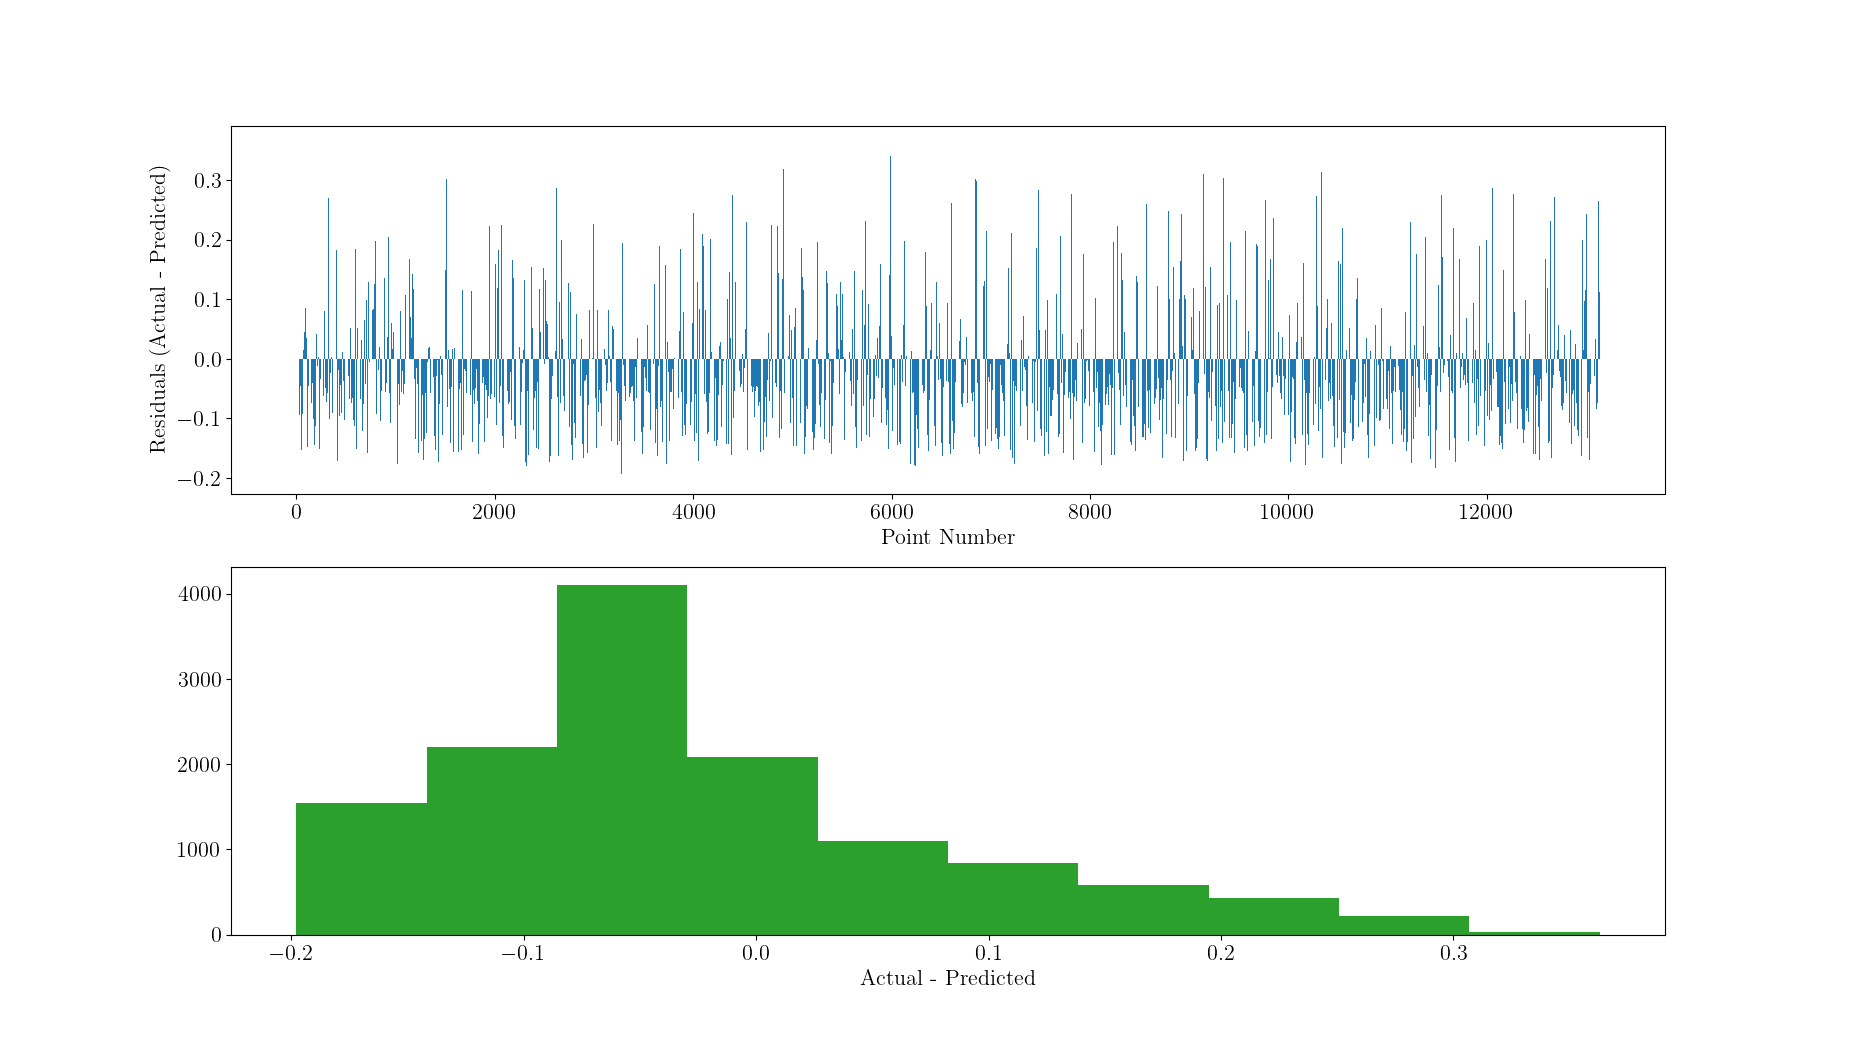 Residuals (Actual - Predicted)
0.3
0.2
0.1
0.0
−0.1
−0.2
0 2000 4000 6000 8000 10000 12000
Point Number
4000
3000
2000
1000
0
−0.2 −0.1 0.0 0.1 0.2 0.3
Actual - Predicted